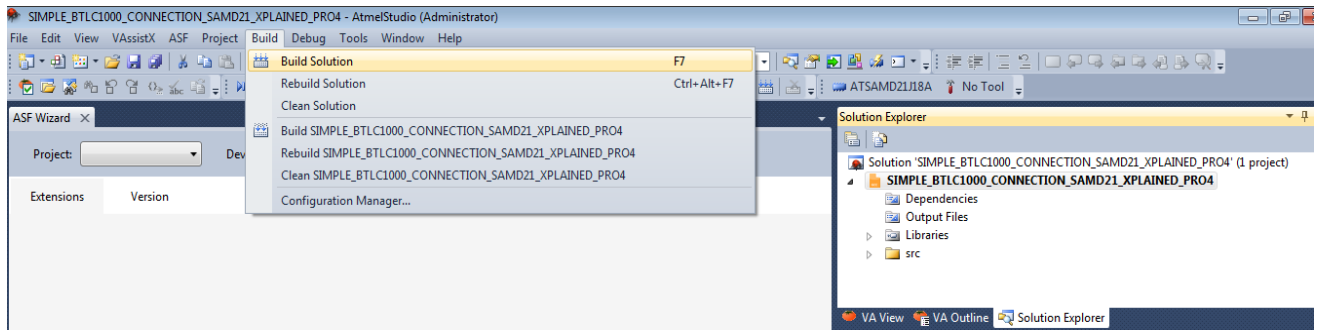 SIMPLE_BTLC1000_CONNECTION_SAMD21_XPLAINED_PRO4 - AtmelStudio (Administrator)
File Edit View VAssistX ASF Project Build Debug Tools Window Help
Build Solution F7
Rebuild Solution Ctrl+Alt+F7
Clean Solution
Build SIMPLE_BTLC1000_CONNECTION_SAMD21_XPLAINED_PRO4
Rebuild SIMPLE_BTLC1000_CONNECTION_SAMD21_XPLAINED_PRO4
Clean SIMPLE_BTLC1000_CONNECTION_SAMD21_XPLAINED_PRO4
Configuration Manager...
ATSAMD21J18A No Tool
ASF Wizard
Project: Dev
Extensions Version
Solution Explorer
Solution 'SIMPLE_BTLC1000_CONNECTION_SAMD21_XPLAINED_PRO4' (1 project)
SIMPLE_BTLC1000_CONNECTION_SAMD21_XPLAINED_PRO4
Dependencies
Output Files
Libraries
src
VA View VA Outline Solution Explorer